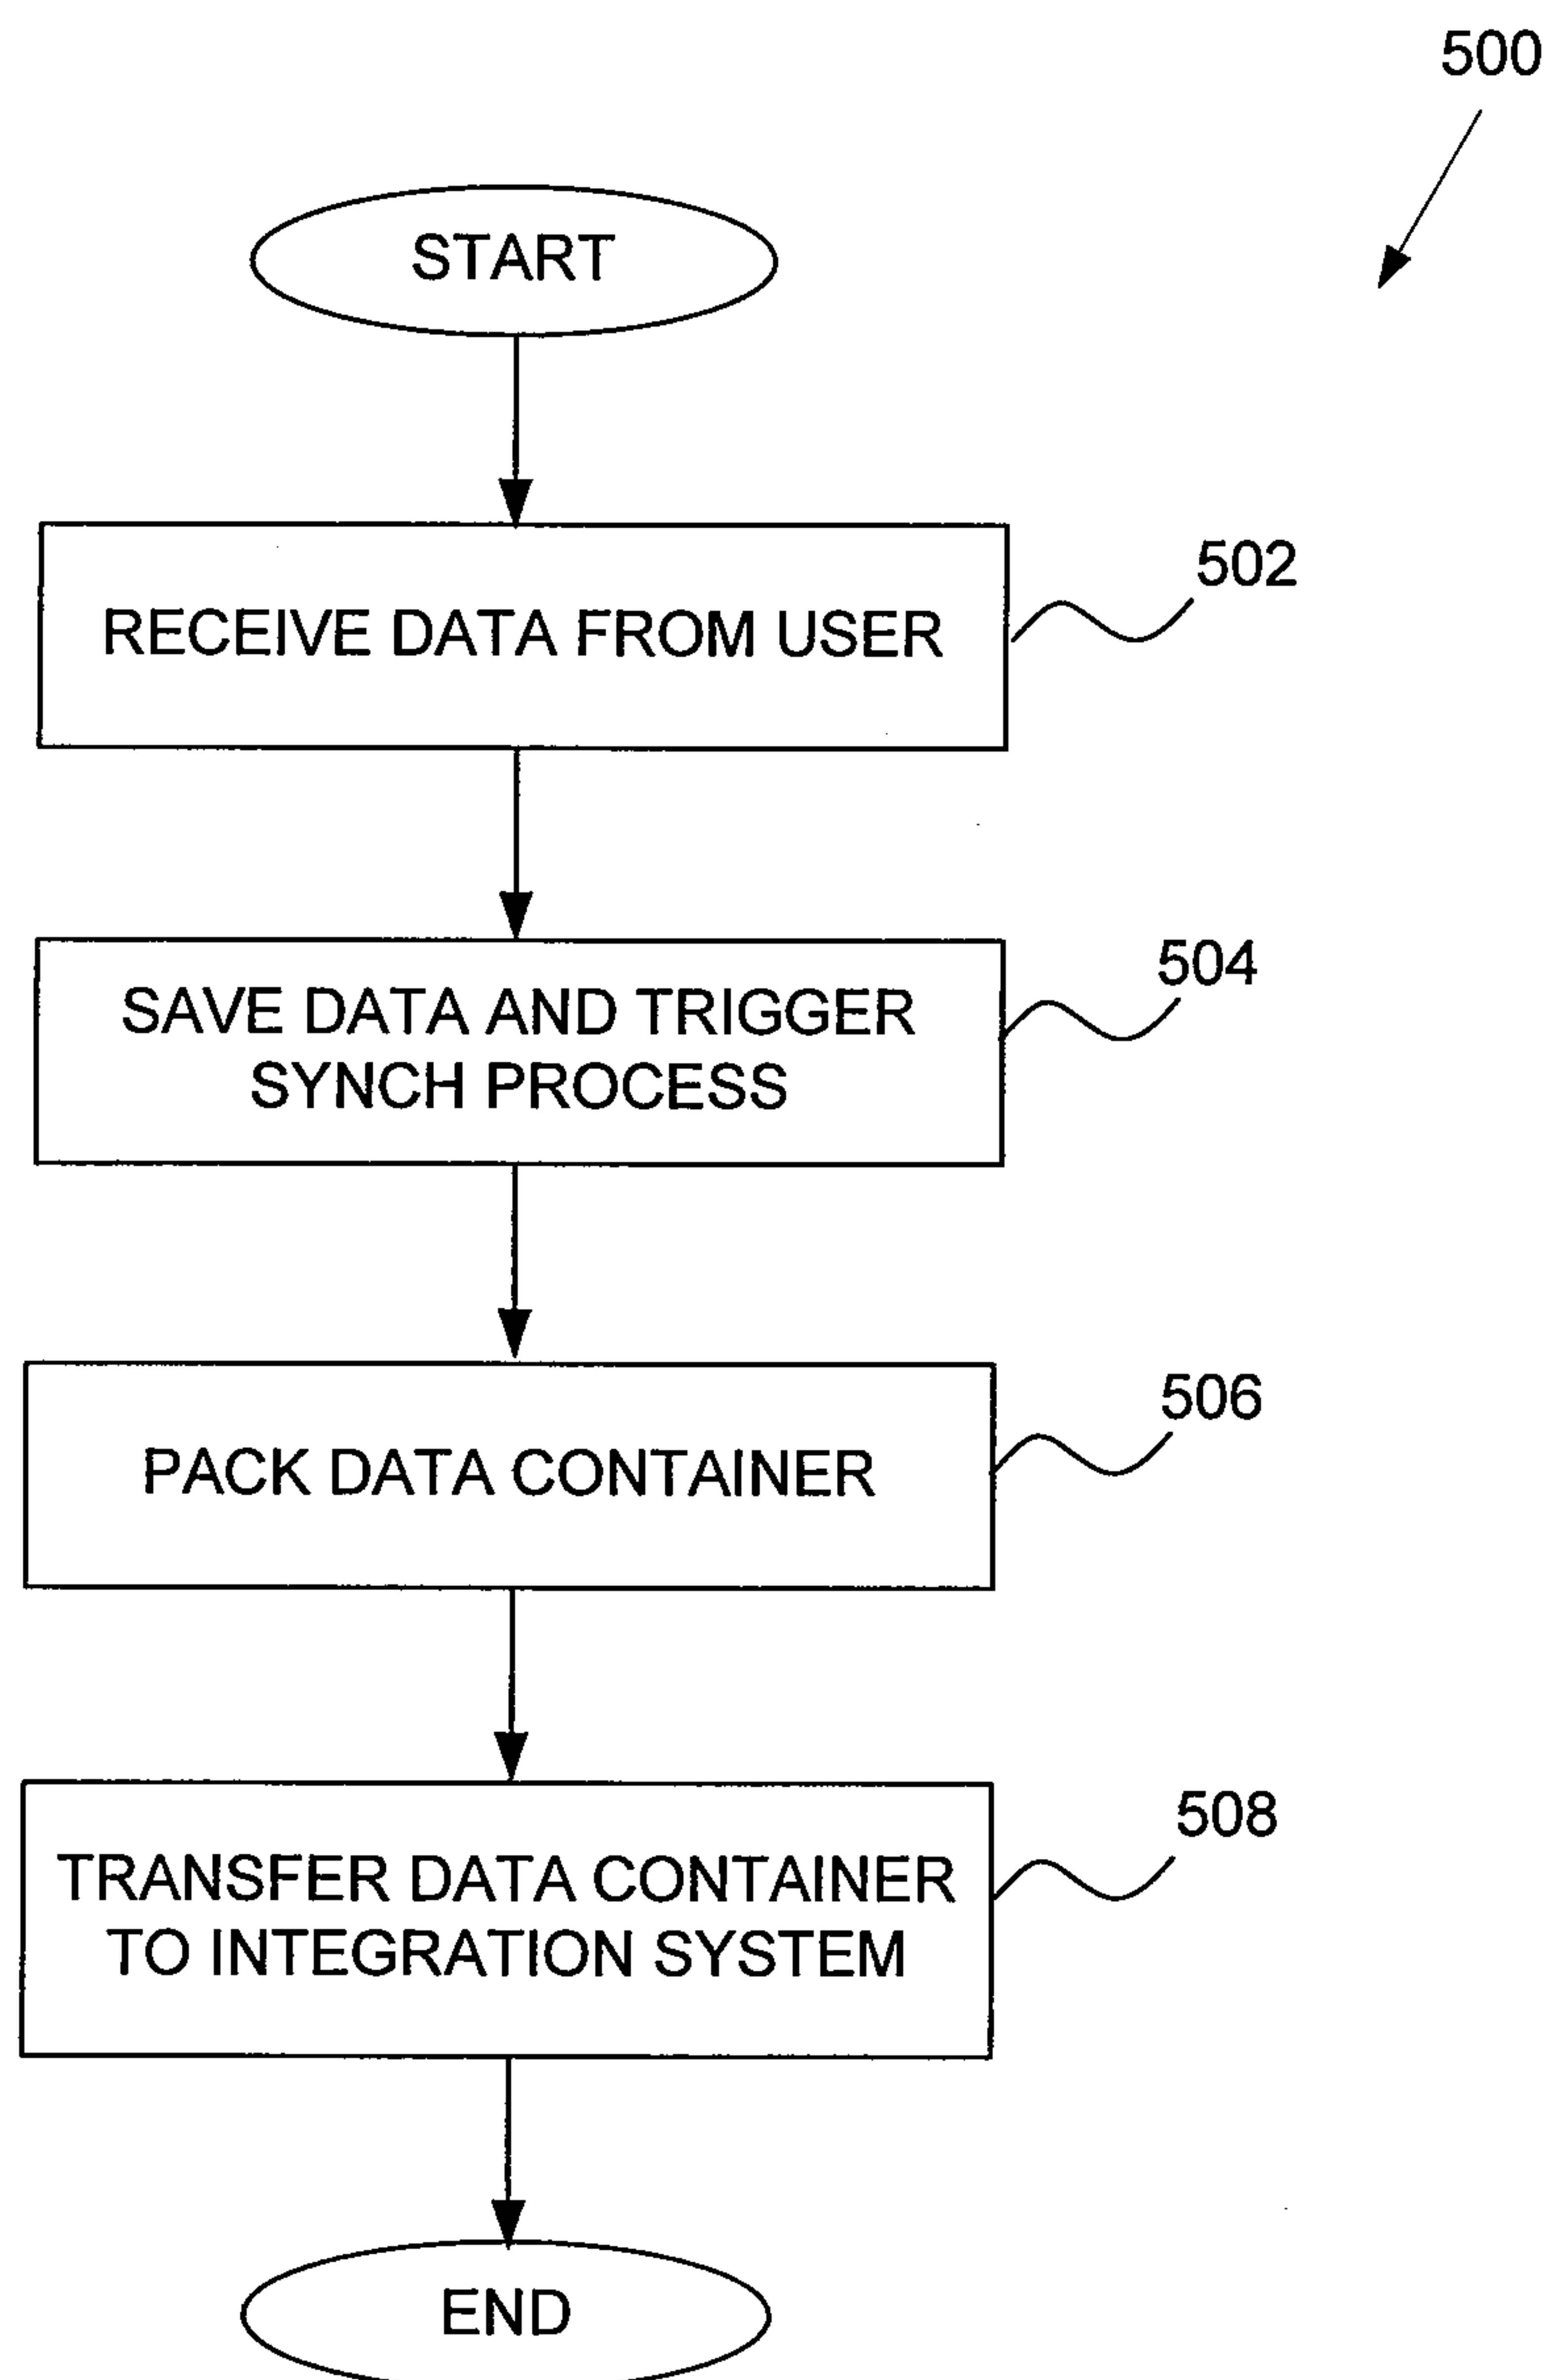 500
START
RECEIVE DATA FROM USER
502
SAVE DATA AND TRIGGER
SYNCH PROCESS
504
PACK DATA CONTAINER
506
TRANSFER DATA CONTAINER
TO INTEGRATION SYSTEM
508
END